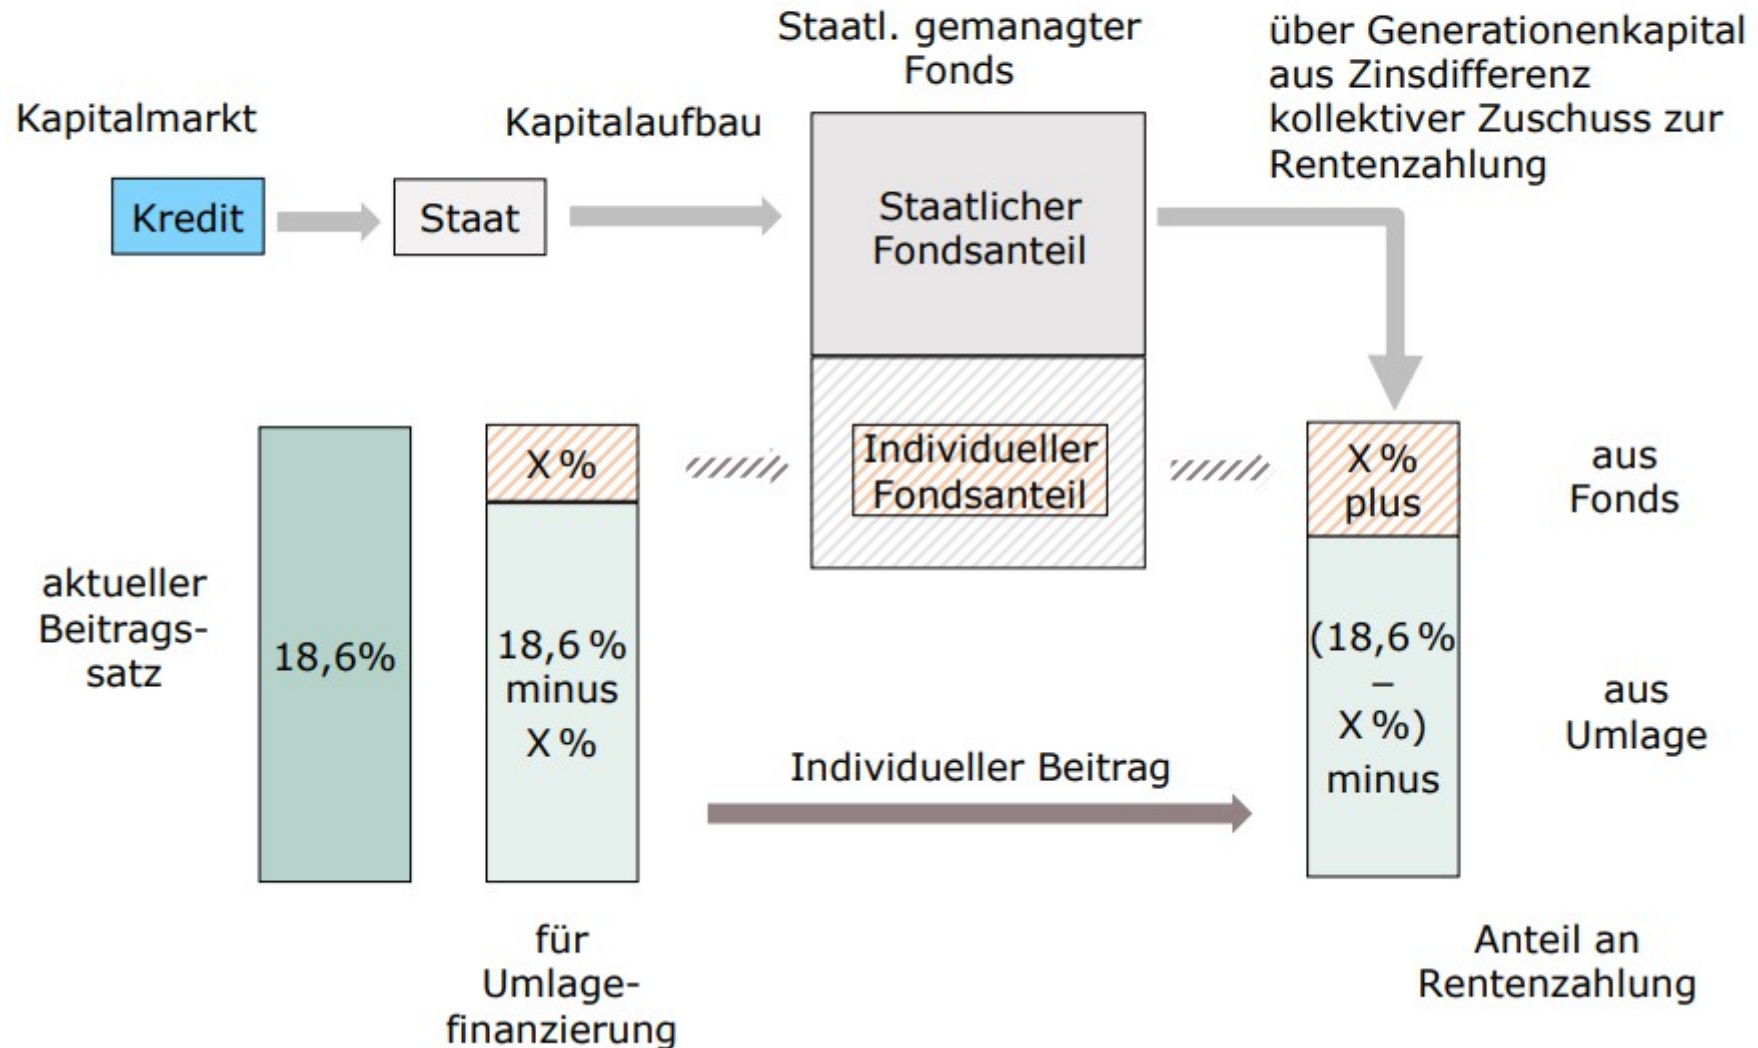 Staatl. gemanagter
Fonds
über Generationenkapital
aus Zinsdifferenz
kollektiver Zuschuss zur
Rentenzahlung
Kapitalmarkt
Kapitalaufbau
Kredit
Staat
Staatlicher
Fondsanteil
X %
Individueller
Fondsanteil
X %
plus
aus
Fonds
aktueller
Beitrags-
satz
18,6%
18,6 %
minus
X %
(18,6 %
–
X %)
minus
aus
Umlage
Individueller Beitrag
für
Umlage-
finanzierung
Anteil an
Rentenzahlung